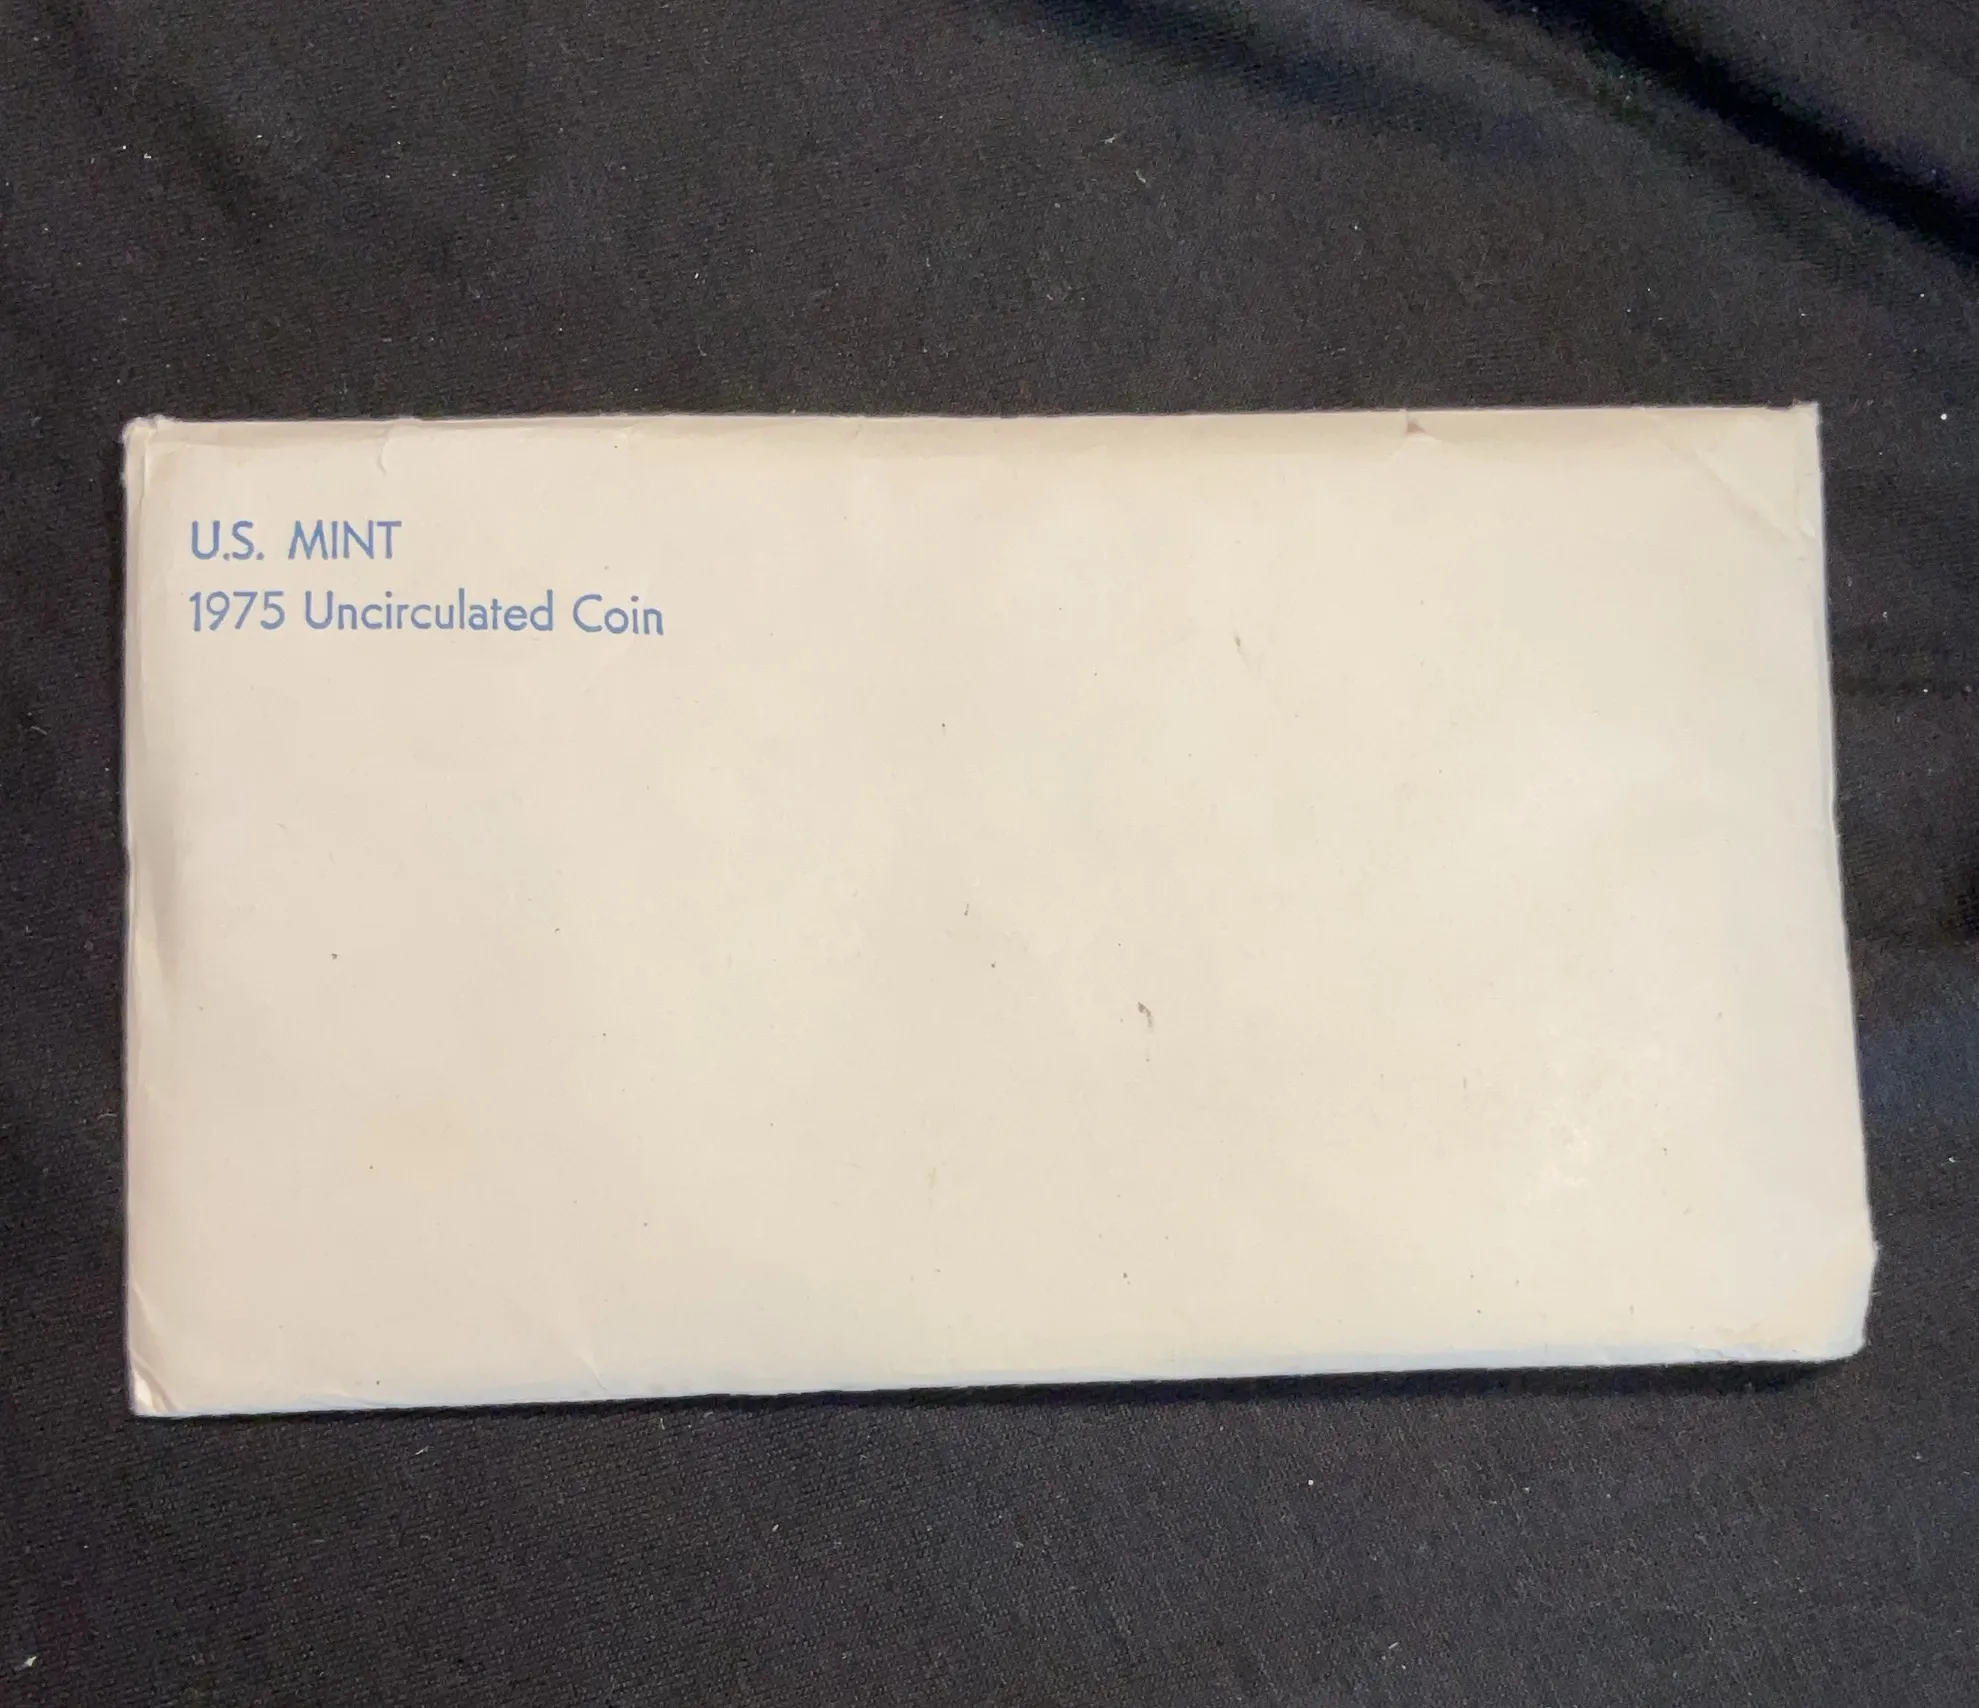 U.S. MINT
1975 Uncirculated Coin